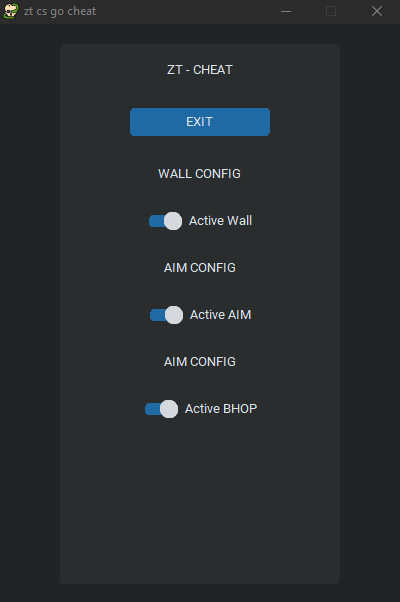 zt cs go cheat
ZT - CHEAT
EXIT
WALL CONFIG
Active Wall
AIM CONFIG
Active AIM
AIM CONFIG
Active BHOP